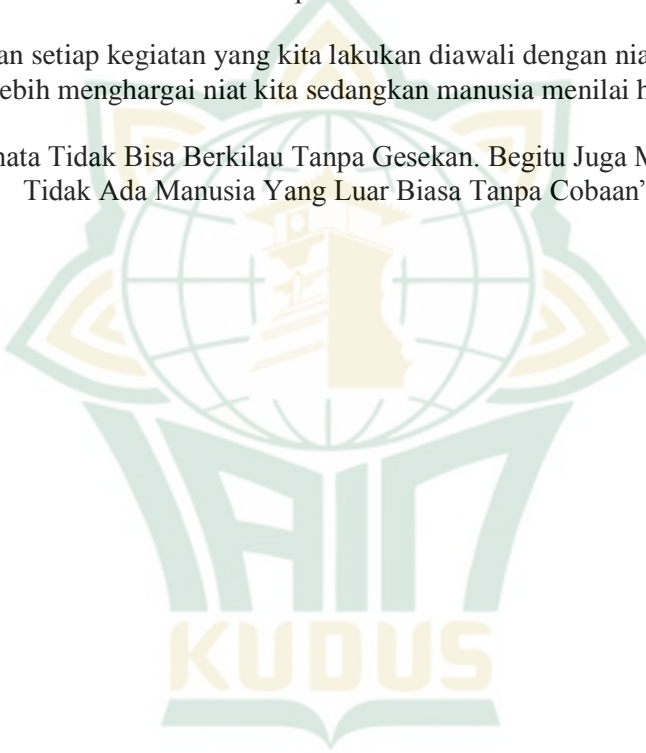 an setiap kegiatan yang kita lakukan diawali dengan nia
ebih menghargai niat kita sedangkan manusia menilai h
nata Tidak Bisa Berkilau Tanpa Gesekan. Begitu Juga M
Tidak Ada Manusia Yang Luar Biasa Tanpa Cobaan”
IAIN
KUDUS